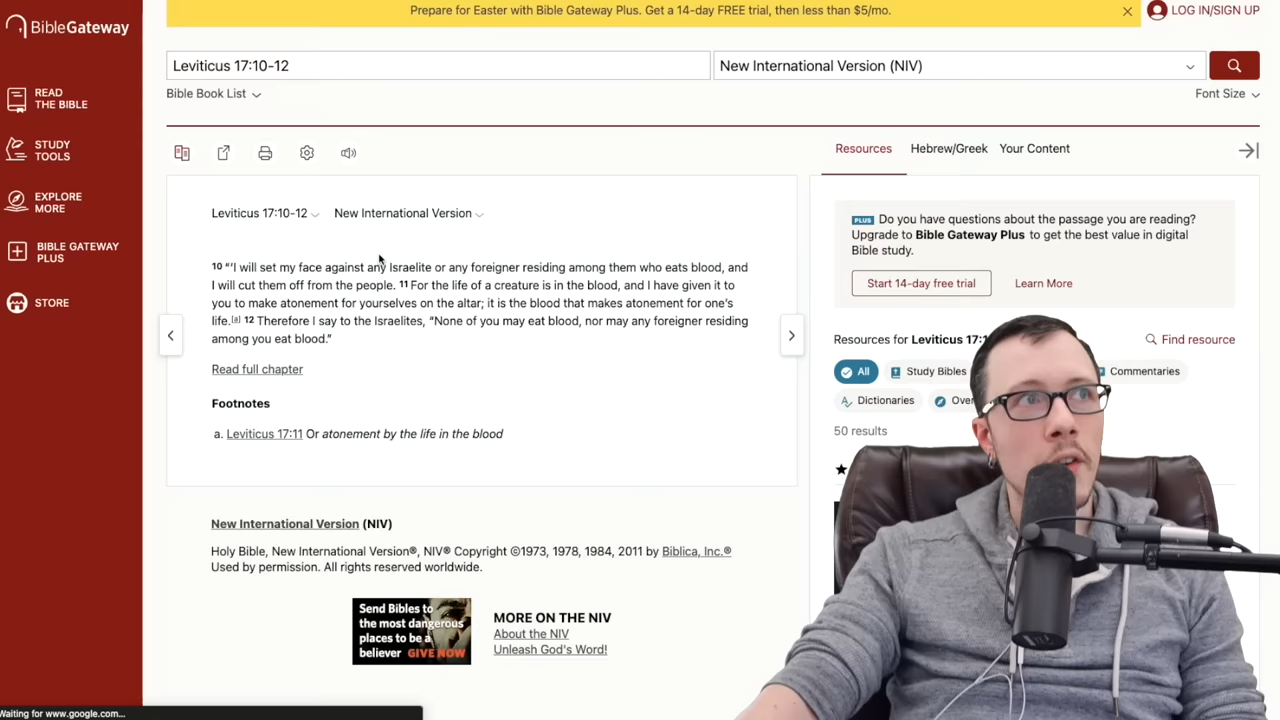 Prepare for Easter with Bible Gateway Plus. Get a 14-day FREE trial, then less than $5/mo.
LOG IN/SIGN UP
BibleGateway
READ
THE BIBLE
STUDY
TOOLS
EXPLORE
MORE
BIBLE GATEWAY
PLUS
STORE
Leviticus 17:10-12
New International Version (NIV)
Bible Book List
Font Size
Resources Hebrew/Greek Your Content
Leviticus 17:10-12 New International Version
10 “‘I will set my face against any Israelite or any foreigner residing among them who eats blood, and
I will cut them off from the people. 11 For the life of a creature is in the blood, and I have given it to
you to make atonement for yourselves on the altar; it is the blood that makes atonement for one’s
life.[a] 12 Therefore I say to the Israelites, “None of you may eat blood, nor may any foreigner residing
among you eat blood.”
Read full chapter
Footnotes
a. Leviticus 17:11 Or atonement by the life in the blood
New International Version (NIV)
Holy Bible, New International Version®, NIV® Copyright ©1973, 1978, 1984, 2011 by Biblica, Inc.®
Used by permission. All rights reserved worldwide.
Send Bibles to
the most dangerous
places to be a
believer GIVE NOW
MORE ON THE NIV
About the NIV
Unleash God's Word!
PLUS Do you have questions about the passage you are reading?
Upgrade to Bible Gateway Plus to get the best value in digital
Bible study.
Start 14-day free trial Learn More
Resources for Leviticus 17:1
Find resource
All Study Bibles Commentaries
Dictionaries
50 results
Waiting for www.google.com...